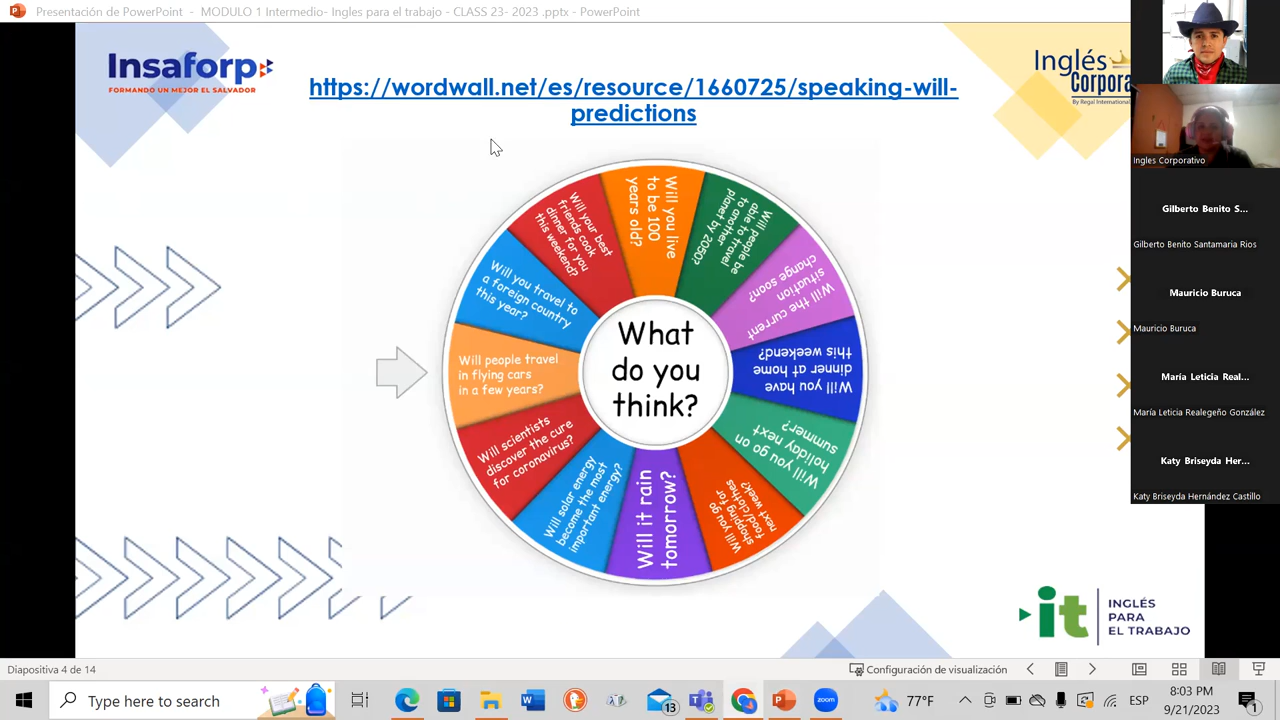 Presentación de PowerPoint - MODULO 1 Intermedio- Ingles para el trabajo - CLASS 23- 2023 .pptx - PowerPoint
Insaforp
FORMANDO UN MEJOR EL SALVADOR
https://wordwall.net/es/resource/1660725/speaking-will-
predictions
Inglés
Corpora
By Regal International
Will you live
to be 100
years old?
Will people be
able to travel
to another
planet by 2050?
Will the current
situation
change soon?
Will you have
dinner at home
this weekend?
Will you go on
holiday next
summer?
Will you go
shopping for
food/clothes
next week?
Will it rain
tomorrow?
Will solar energy
become the most
important energy?
Will scientists
discover the cure
for coronavirus?
Will people travel
in flying cars
in a few years?
Will you travel to
a foreign country
this year?
Will your best
friends cook
dinner for you
this weekend?
What
do you
think?
Ingles Corporativo
Gilberto Benito S...
Gilberto Benito Santamaria Rios
Mauricio Buruca
Mauricio Buruca
María Leticia Real...
María Leticia Realegeño González
Katy Briseyda Her...
Katy Briseyda Hernández Castillo
it
INGLÉS
PARA
EL TRABAJO
Diapositiva 4 de 14
Configuración de visualización
Type here to search
13
zoom
77°F
ESP
8:03 PM
9/21/2023
1